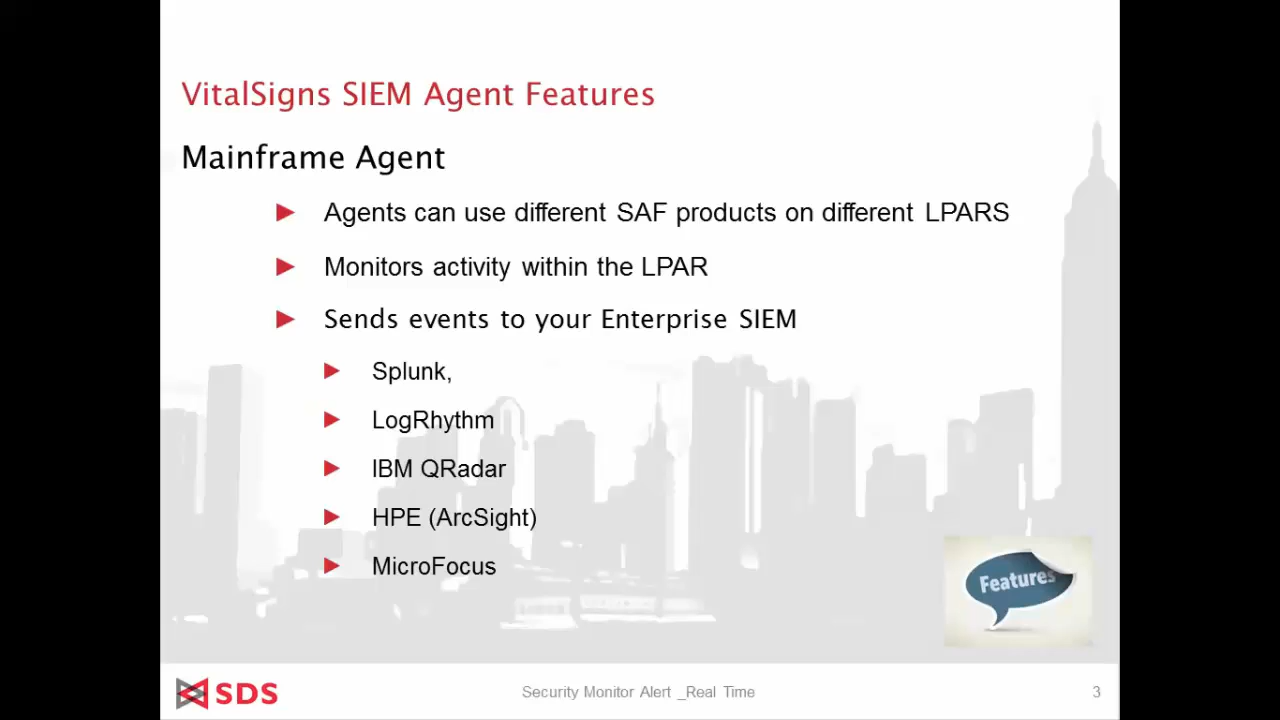 VitalSigns SIEM Agent Features
Mainframe Agent
Agents can use different SAF products on different LPARS
Monitors activity within the LPAR
Sends events to your Enterprise SIEM
Splunk,
LogRhythm
IBM QRadar
HPE (ArcSight)
MicroFocus
Features
SDS
Security Monitor Alert _Real Time
3